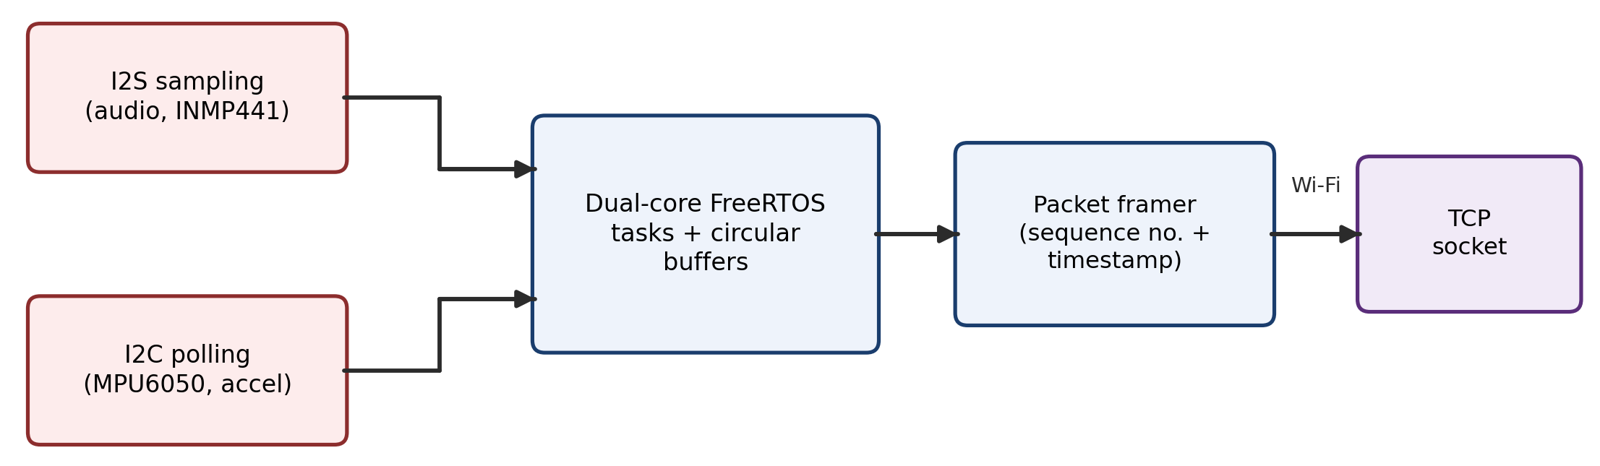 I2S sampling
(audio, INMP441)
I2C polling
(MPU6050, accel)
Dual-core FreeRTOS
tasks + circular
buffers
Packet framer
(sequence no. +
timestamp)
Wi-Fi
TCP
socket